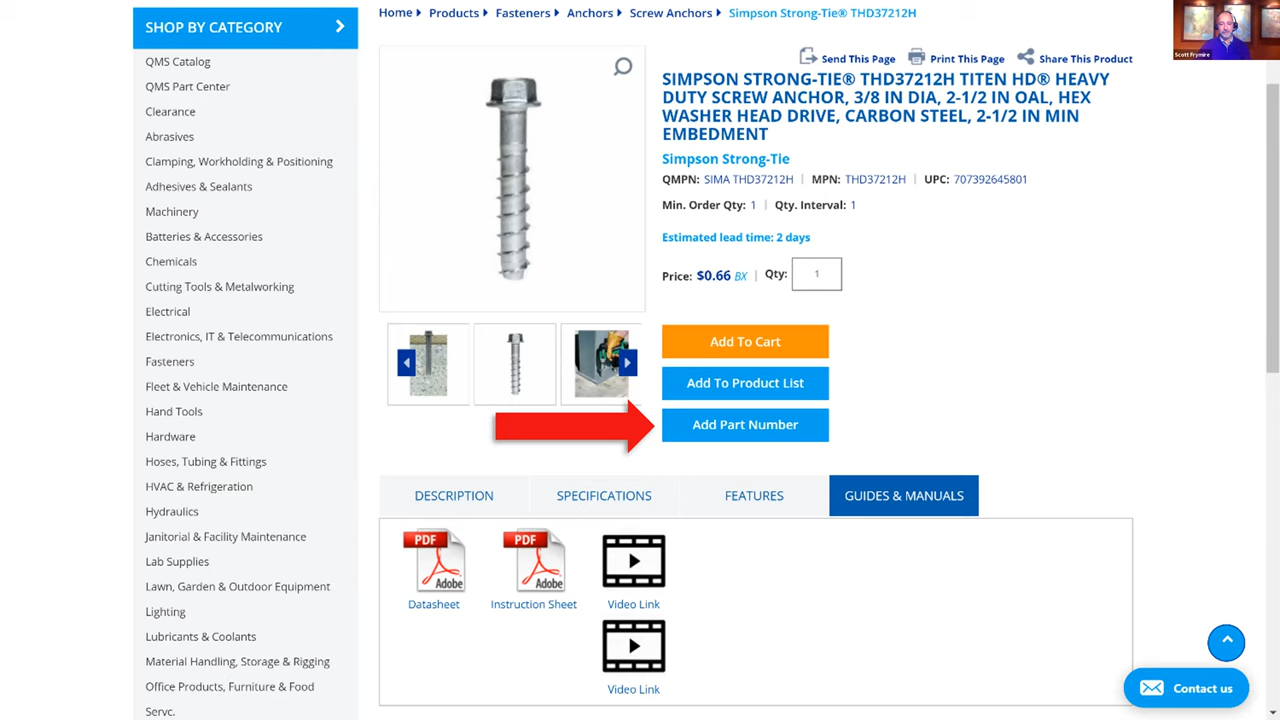 SHOP BY CATEGORY
QMS Catalog
QMS Part Center
Clearance
Abrasives
Clamping, Workholding & Positioning
Adhesives & Sealants
Machinery
Batteries & Accessories
Chemicals
Cutting Tools & Metalworking
Electrical
Electronics, IT & Telecommunications
Fasteners
Fleet & Vehicle Maintenance
Hand Tools
Hardware
Hoses, Tubing & Fittings
HVAC & Refrigeration
Hydraulics
Janitorial & Facility Maintenance
Lab Supplies
Lawn, Garden & Outdoor Equipment
Lighting
Lubricants & Coolants
Material Handling, Storage & Rigging
Office Products, Furniture & Food
Servc.
Home Products Fasteners Anchors Screw Anchors Simpson Strong-Tie® THD37212H
Send This Page Print This Page Share This Product
SIMPSON STRONG-TIE® THD37212H TITEN HD® HEAVY
DUTY SCREW ANCHOR, 3/8 IN DIA, 2-1/2 IN OAL, HEX
WASHER HEAD DRIVE, CARBON STEEL, 2-1/2 IN MIN
EMBEDMENT
Simpson Strong-Tie
QMPN: SIMA THD37212H | MPN: THD37212H | UPC: 707392645801
Min. Order Qty: 1 | Qty. Interval: 1
Estimated lead time: 2 days
Price: $0.66 BX | Qty: 1
Add To Cart
Add To Product List
Add Part Number
DESCRIPTION SPECIFICATIONS FEATURES GUIDES & MANUALS
PDF PDF
Adobe Adobe
Datasheet Instruction Sheet Video Link
Video Link
Contact us
Scott Frymire